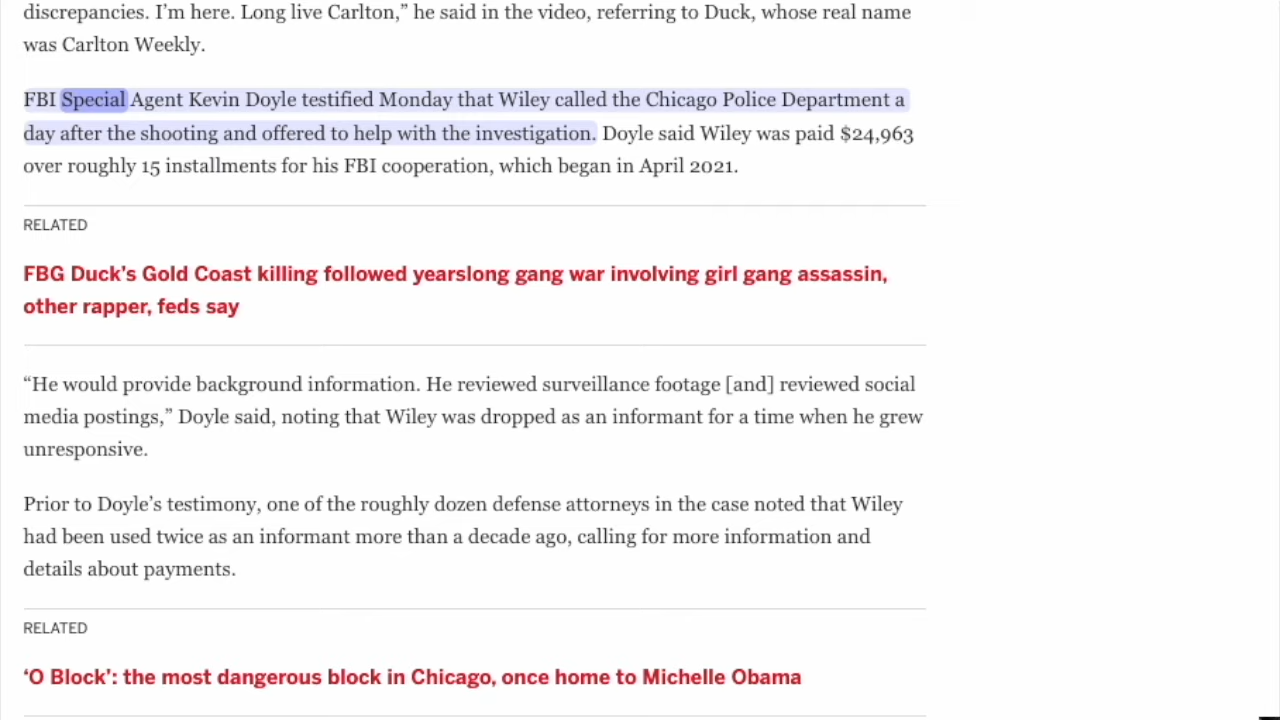 discrepancies. I’m here. Long live Carlton,” he said in the video, referring to Duck, whose real name
was Carlton Weekly.
FBI Special Agent Kevin Doyle testified Monday that Wiley called the Chicago Police Department a
day after the shooting and offered to help with the investigation. Doyle said Wiley was paid $24,963
over roughly 15 installments for his FBI cooperation, which began in April 2021.
RELATED
FBG Duck’s Gold Coast killing followed yearslong gang war involving girl gang assassin,
other rapper, feds say
“He would provide background information. He reviewed surveillance footage [and] reviewed social
media postings,” Doyle said, noting that Wiley was dropped as an informant for a time when he grew
unresponsive.
Prior to Doyle’s testimony, one of the roughly dozen defense attorneys in the case noted that Wiley
had been used twice as an informant more than a decade ago, calling for more information and
details about payments.
RELATED
‘O Block’: the most dangerous block in Chicago, once home to Michelle Obama